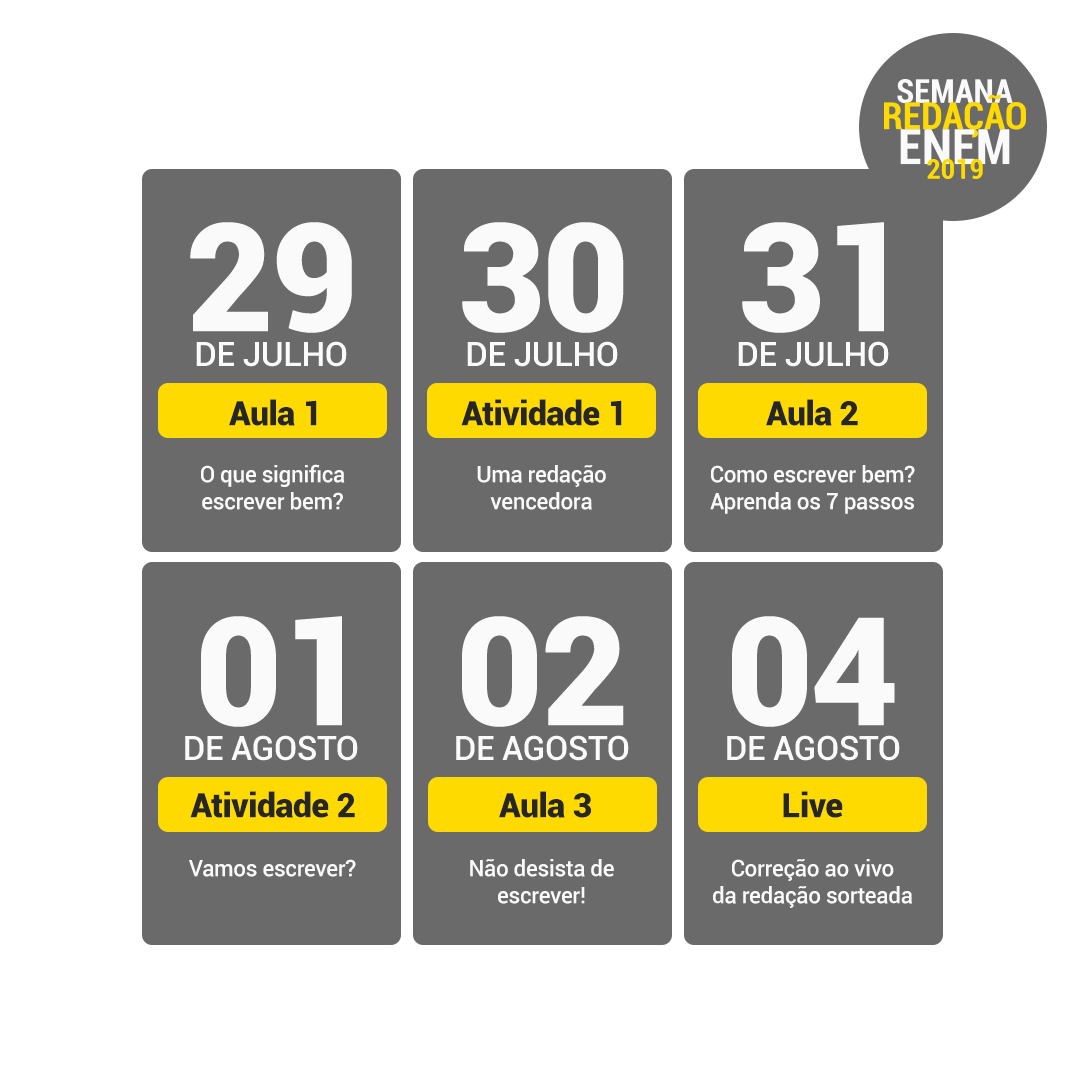 SEMANA
REDAÇÃO
ENEM
2019
29
DE JULHO
Aula 1
O que significa
escrever bem?
30
DE JULHO
Atividade 1
Uma redação
vencedora
31
DE JULHO
Aula 2
Como escrever bem?
Aprenda os 7 passos
01
DE AGOSTO
Atividade 2
Vamos escrever?
02
DE AGOSTO
Aula 3
Não desista de
escrever!
04
DE AGOSTO
Live
Correção ao vivo
da redação sorteada